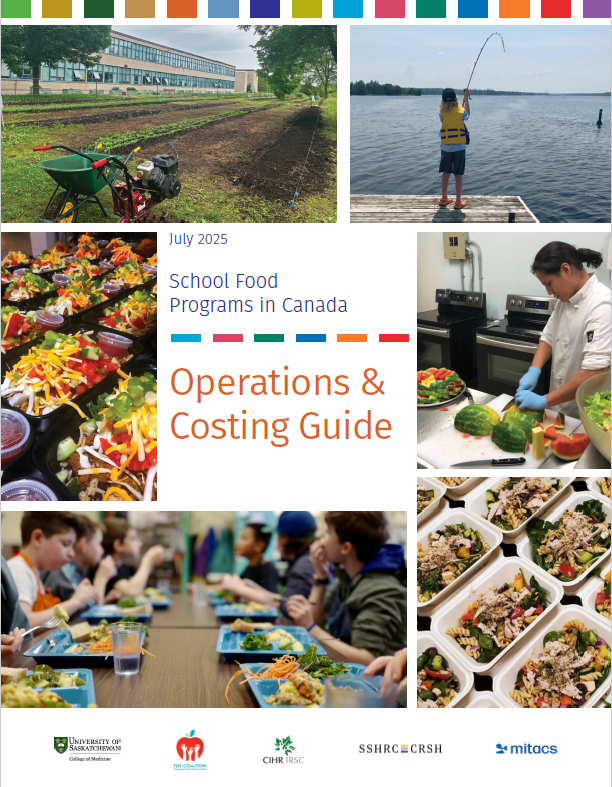 July 2025
School Food
Programs in Canada
Operations &
Costing Guide
UNIVERSITY OF
SASKATCHEWAN
College of Medicine
THE COALITION
CIHR IRSC
SSHRC CRSH
mitacs